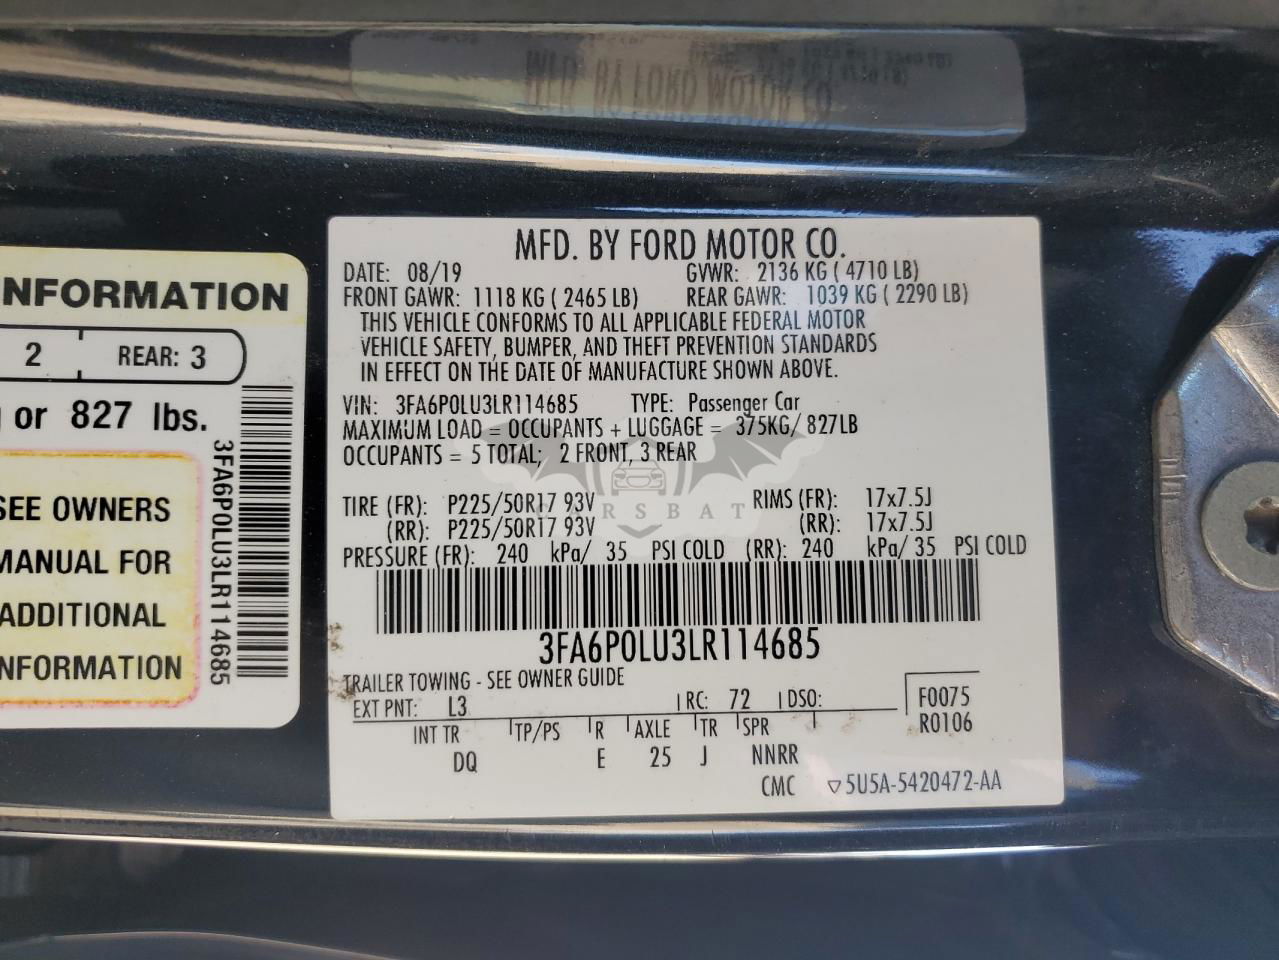 MFD. BY FORD MOTOR CO.
NFORMATION
2 REAR: 3
or 827 lbs.
SEE OWNERS
MANUAL FOR
ADDITIONAL
NFORMATION
3FA6P0LU3LR114685
MFD. BY FORD MOTOR CO.
DATE: 08/19 GVWR: 2136 KG ( 4710 LB)
FRONT GAWR: 1118 KG ( 2465 LB) REAR GAWR: 1039 KG ( 2290 LB)
THIS VEHICLE CONFORMS TO ALL APPLICABLE FEDERAL MOTOR
VEHICLE SAFETY, BUMPER, AND THEFT PREVENTION STANDARDS
IN EFFECT ON THE DATE OF MANUFACTURE SHOWN ABOVE.
VIN: 3FA6P0LU3LR114685 TYPE: Passenger Car
MAXIMUM LOAD = OCCUPANTS + LUGGAGE = 375KG/ 827LB
OCCUPANTS = 5 TOTAL; 2 FRONT, 3 REAR
TIRE (FR): P225/50R17 93V RIMS (FR): 17x7.5J
(RR): P225/50R17 93V (RR): 17x7.5J
CARSBAT
PRESSURE (FR): 240 kPa/ 35 PSI COLD (RR): 240 kPa/ 35 PSI COLD
3FA6P0LU3LR114685
TRAILER TOWING - SEE OWNER GUIDE
EXT PNT: L3 RC: 72 DSO: F0075
INT TR TP/PS R AXLE TR SPR R0106
DQ E 25 J NNRR
CMC ▽5U5A-5420472-AA